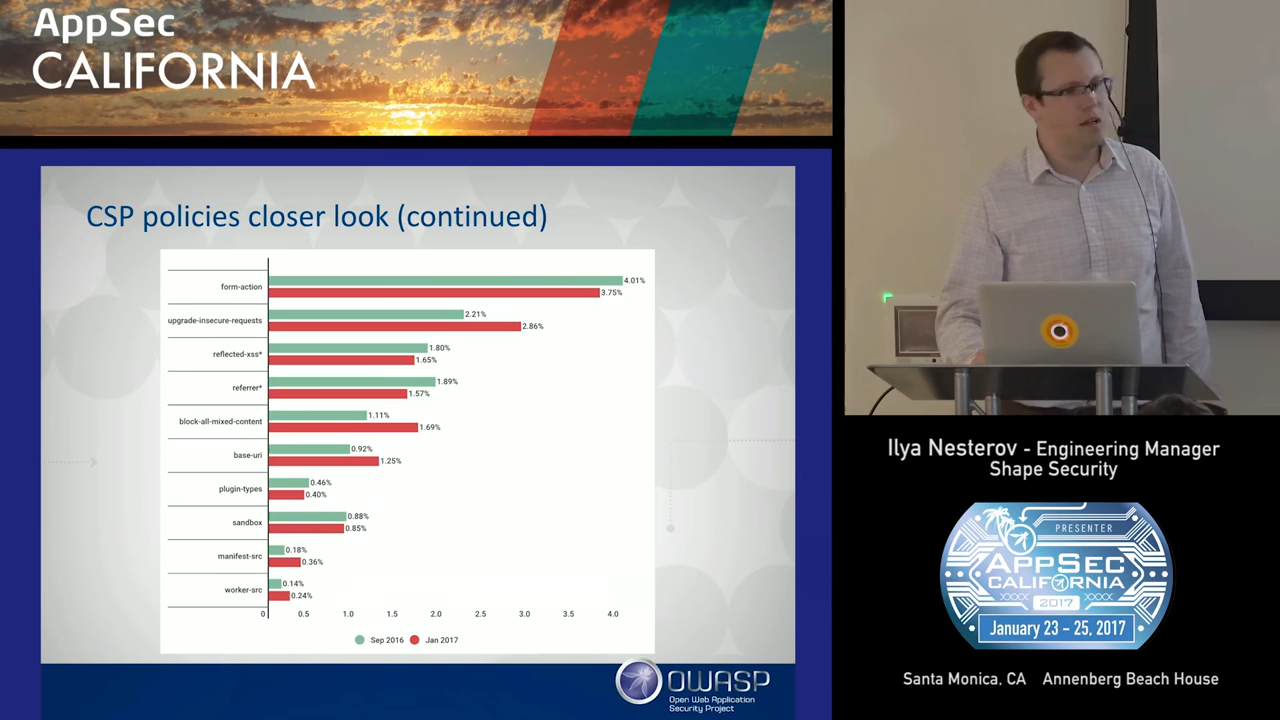 AppSec
CALIFORNIA
CSP policies closer look (continued)
form-action
4.01%
3.75%
upgrade-insecure-requests
2.21%
2.86%
reflected-xss*
1.80%
1.65%
referrer*
1.89%
1.57%
block-all-mixed-content
1.11%
1.69%
base-uri
0.92%
1.25%
plugin-types
0.46%
0.40%
sandbox
0.88%
0.85%
manifest-src
0.18%
0.36%
worker-src
0.14%
0.24%
0 0.5 1.0 1.5 2.0 2.5 3.0 3.5 4.0
Sep 2016 Jan 2017
OWASP
Open Web Application
Security Project
Ilya Nesterov - Engineering Manager
Shape Security
PRESENTER
APPSEC
CALIFORNIA
2017
January 23 - 25, 2017
Santa Monica, CA Annenberg Beach House